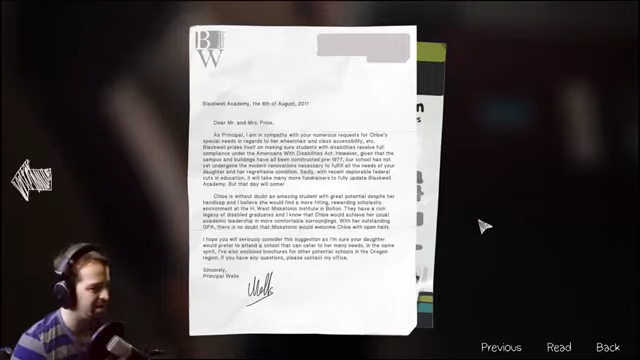 B
W
Blackwell Academy, the 8th of August, 2011
Dear Mr. and Mrs. Price,
As Principal, I am in sympathy with your numerous requests for Chloe's
special needs in regards to her wheelchair and class accessibility, etc.
Blackwell prides itself on making sure students with disabilities receive full
compliance under the Americans With Disabilities Act. However, given that the
campus and buildings have all been constructed pre-1977, our school has not
yet undergone the modern renovations necessary to fulfill all the needs of your
daughter and her regrettable condition. Sadly, with recent deplorable federal
cuts in education, it will take many more fundraisers to fully update Blackwell
Academy. But that day will come!
Chloe is without doubt an amazing student with great potential despite her
handicap and I believe she would find a more fitting, rewarding scholastic
environment at the H. West Miskatonic Institute in Bolton. They have a rich
legacy of disabled graduates and I know that Chloe would achieve her usual
academic leadership in more comfortable surroundings. With her outstanding
GPA, there is no doubt that Miskatonic would welcome Chloe with open halls.
I hope you will seriously consider this suggestion as I'm sure your daughter
would prefer to attend a school that can cater to her many needs. In the same
spirit, I've also enclosed brochures for other potential schools in the Oregon
region. If you have any questions, please contact my office.
Sincerely,
Principal Wells
Wells
Previous
Read
Back